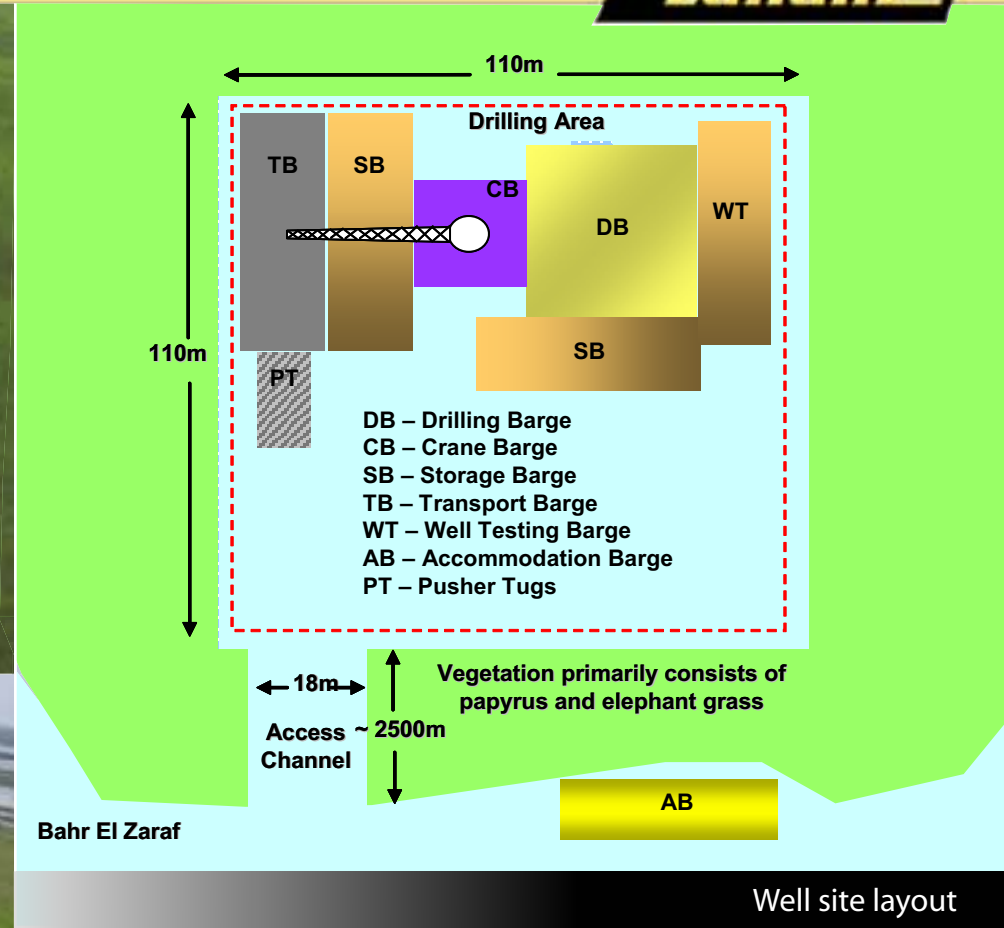 110m
Drilling Area
TB
SB
CB
DB
WT
110m
SB
PT
DB – Drilling Barge
CB – Crane Barge
SB – Storage Barge
TB – Transport Barge
WT – Well Testing Barge
AB – Accommodation Barge
PT – Pusher Tugs
18m
Vegetation primarily consists of
papyrus and elephant grass
Access
Channel
~ 2500m
AB
Bahr El Zaraf
Well site layout